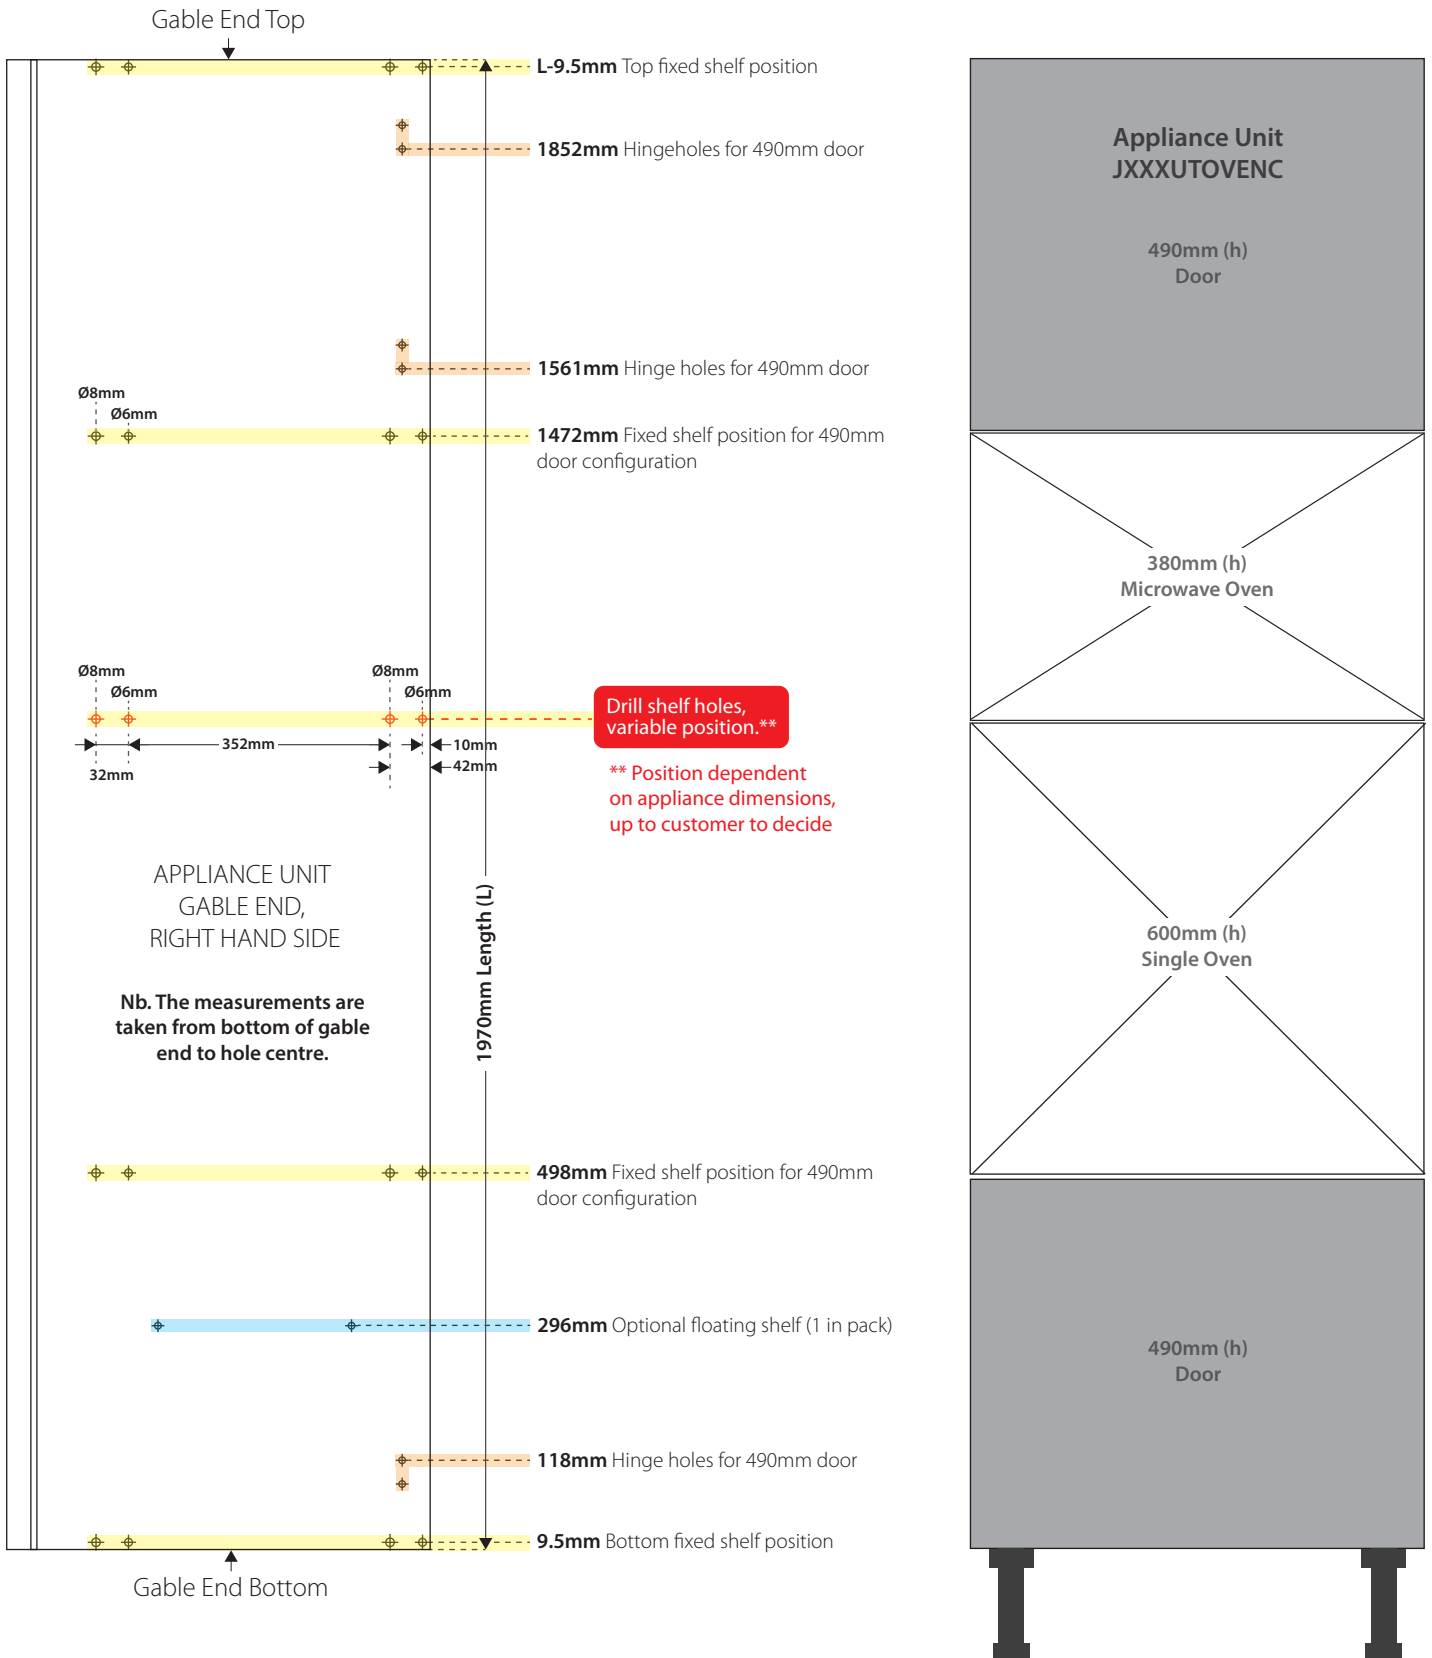 Gable End Top
L-9.5mm Top fixed shelf position
1852mm Hingeholes for 490mm door
1561mm Hinge holes for 490mm door
Ø8mm
Ø6mm
1472mm Fixed shelf position for 490mm
door configuration
Ø8mm
Ø6mm
Ø8mm
Ø6mm
Drill shelf holes,
variable position.**
352mm
10mm
42mm
32mm
** Position dependent
on appliance dimensions,
up to customer to decide
APPLIANCE UNIT
GABLE END,
RIGHT HAND SIDE
Nb. The measurements are
taken from bottom of gable
end to hole centre.
1970mm Length (L)
498mm Fixed shelf position for 490mm
door configuration
296mm Optional floating shelf (1 in pack)
118mm Hinge holes for 490mm door
9.5mm Bottom fixed shelf position
Gable End Bottom
Appliance Unit
JXXXUTOVENC
490mm (h)
Door
380mm (h)
Microwave Oven
600mm (h)
Single Oven
490mm (h)
Door